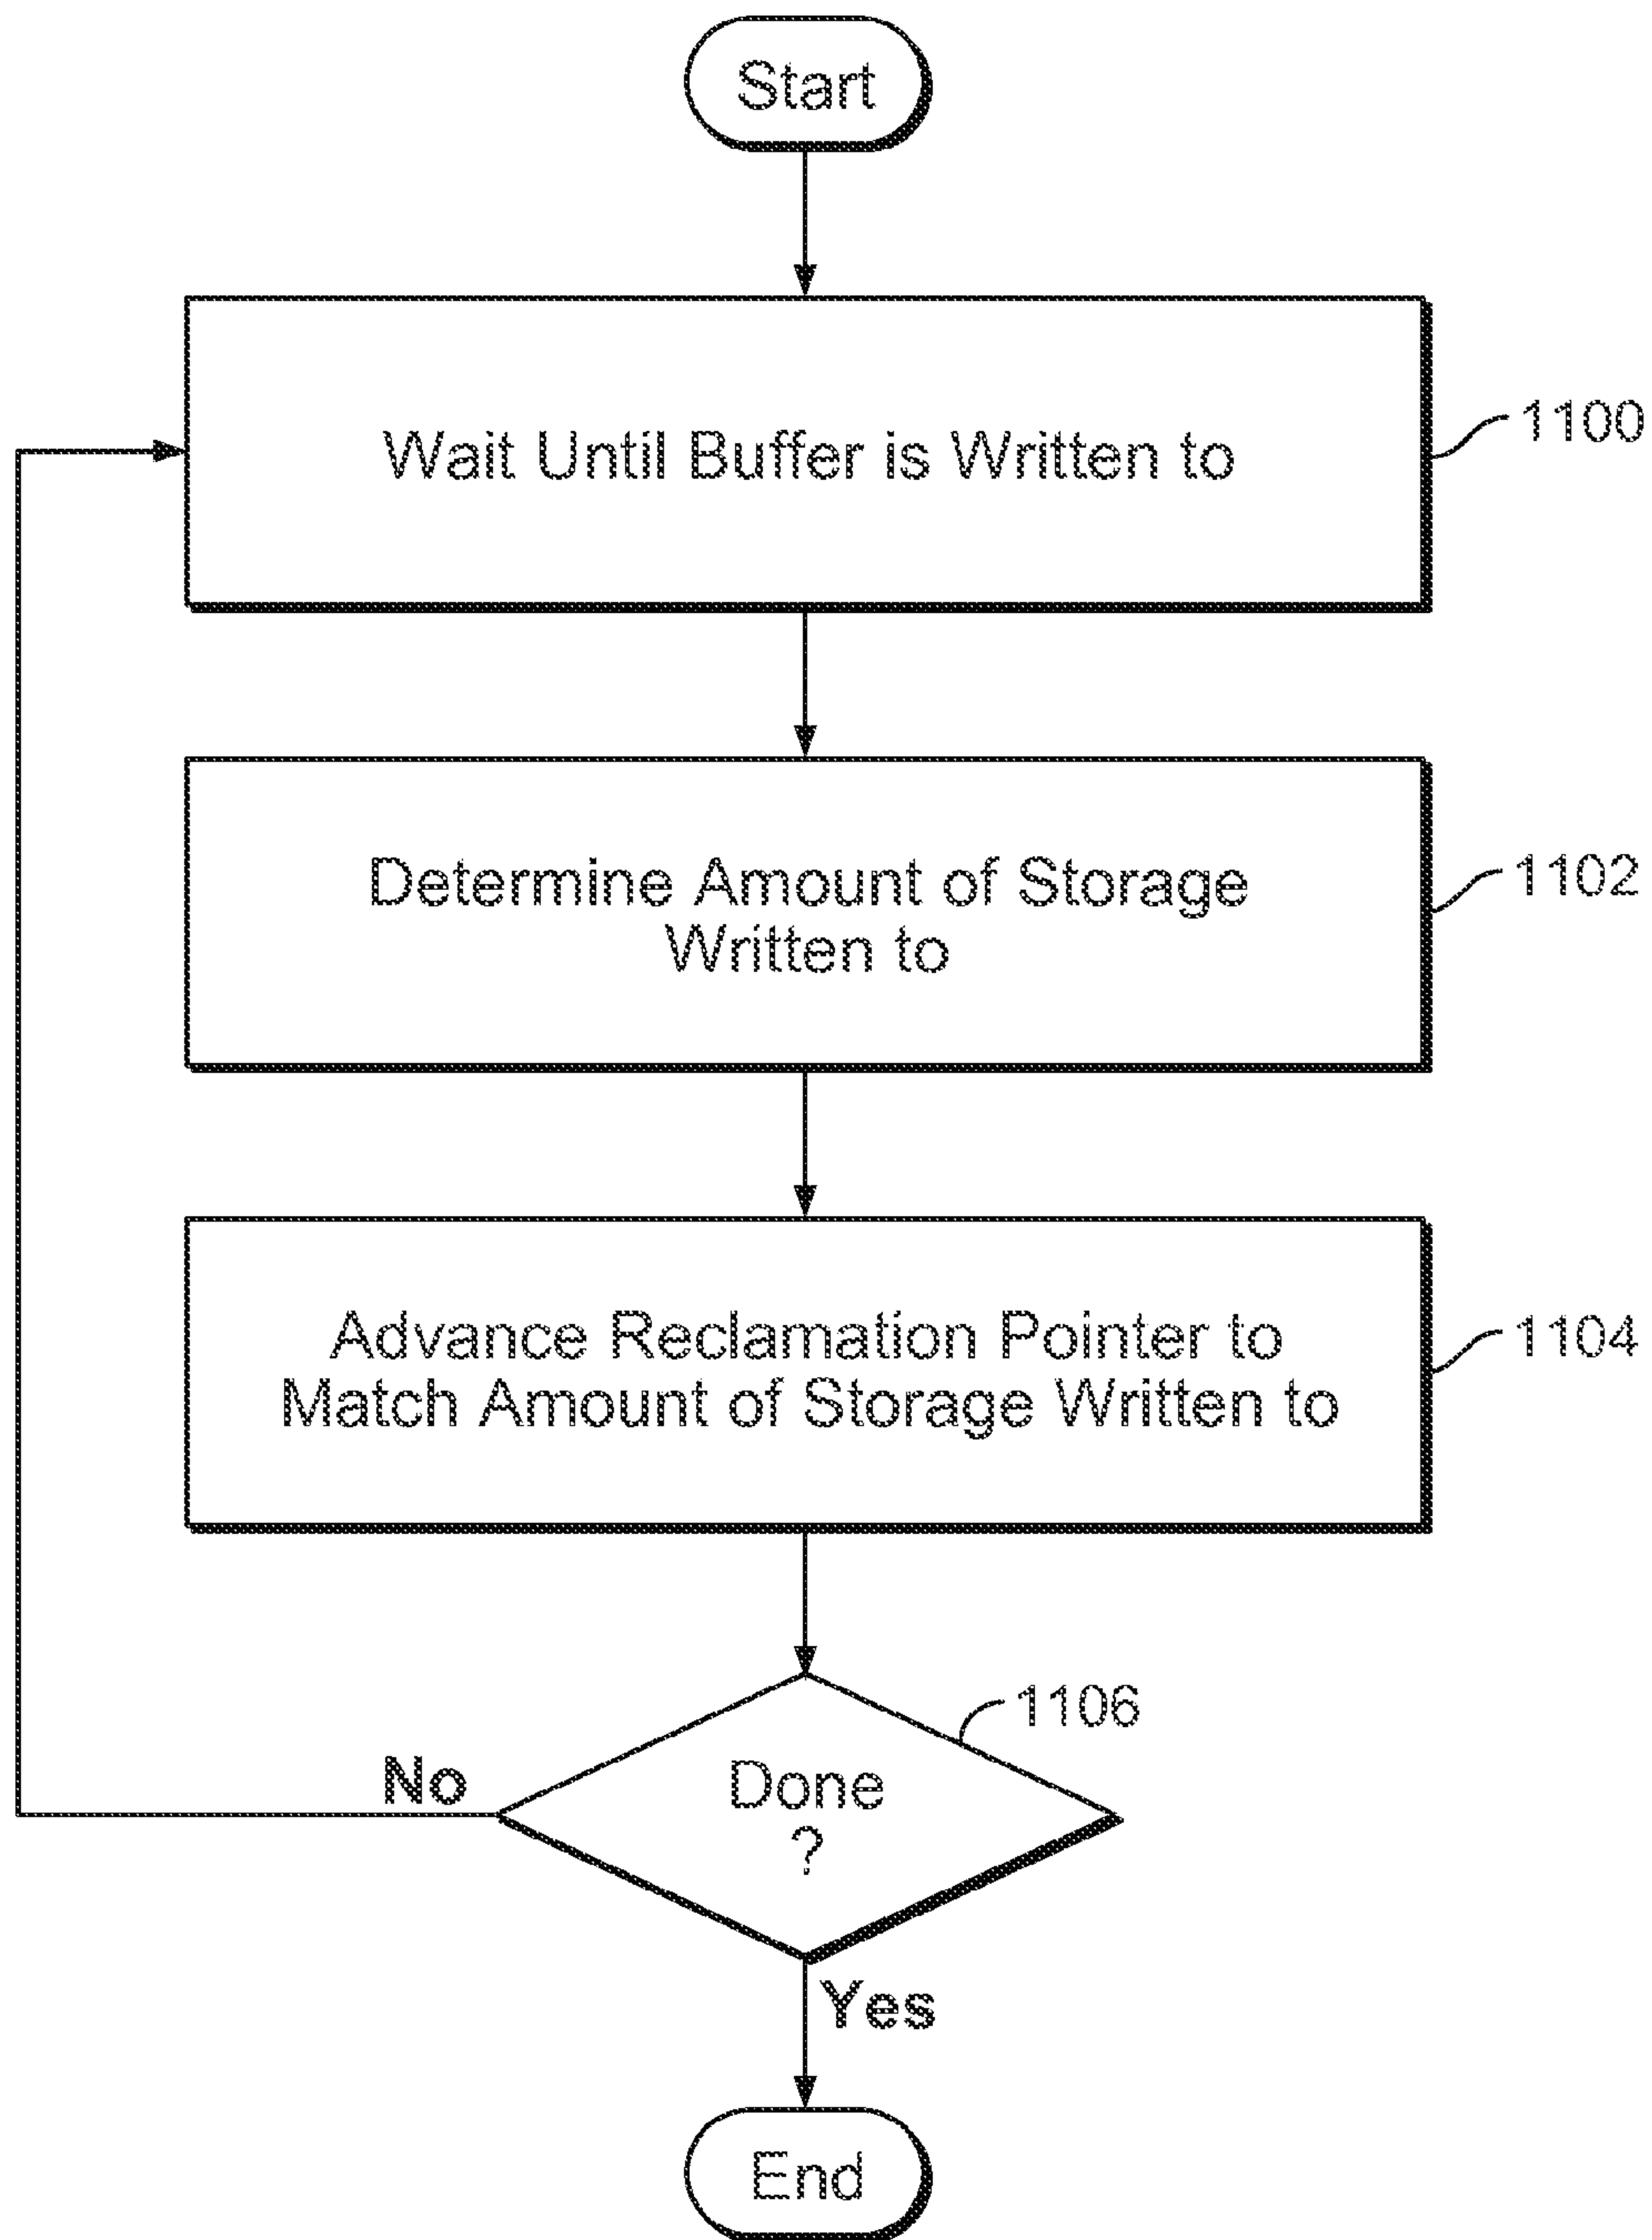 Start
Wait Until Buffer is Written to
1100
Determine Amount of Storage
Written to
1102
Advance Reclamation Pointer to
Match Amount of Storage Written to
1104
1106
Done
?
No
Yes
End